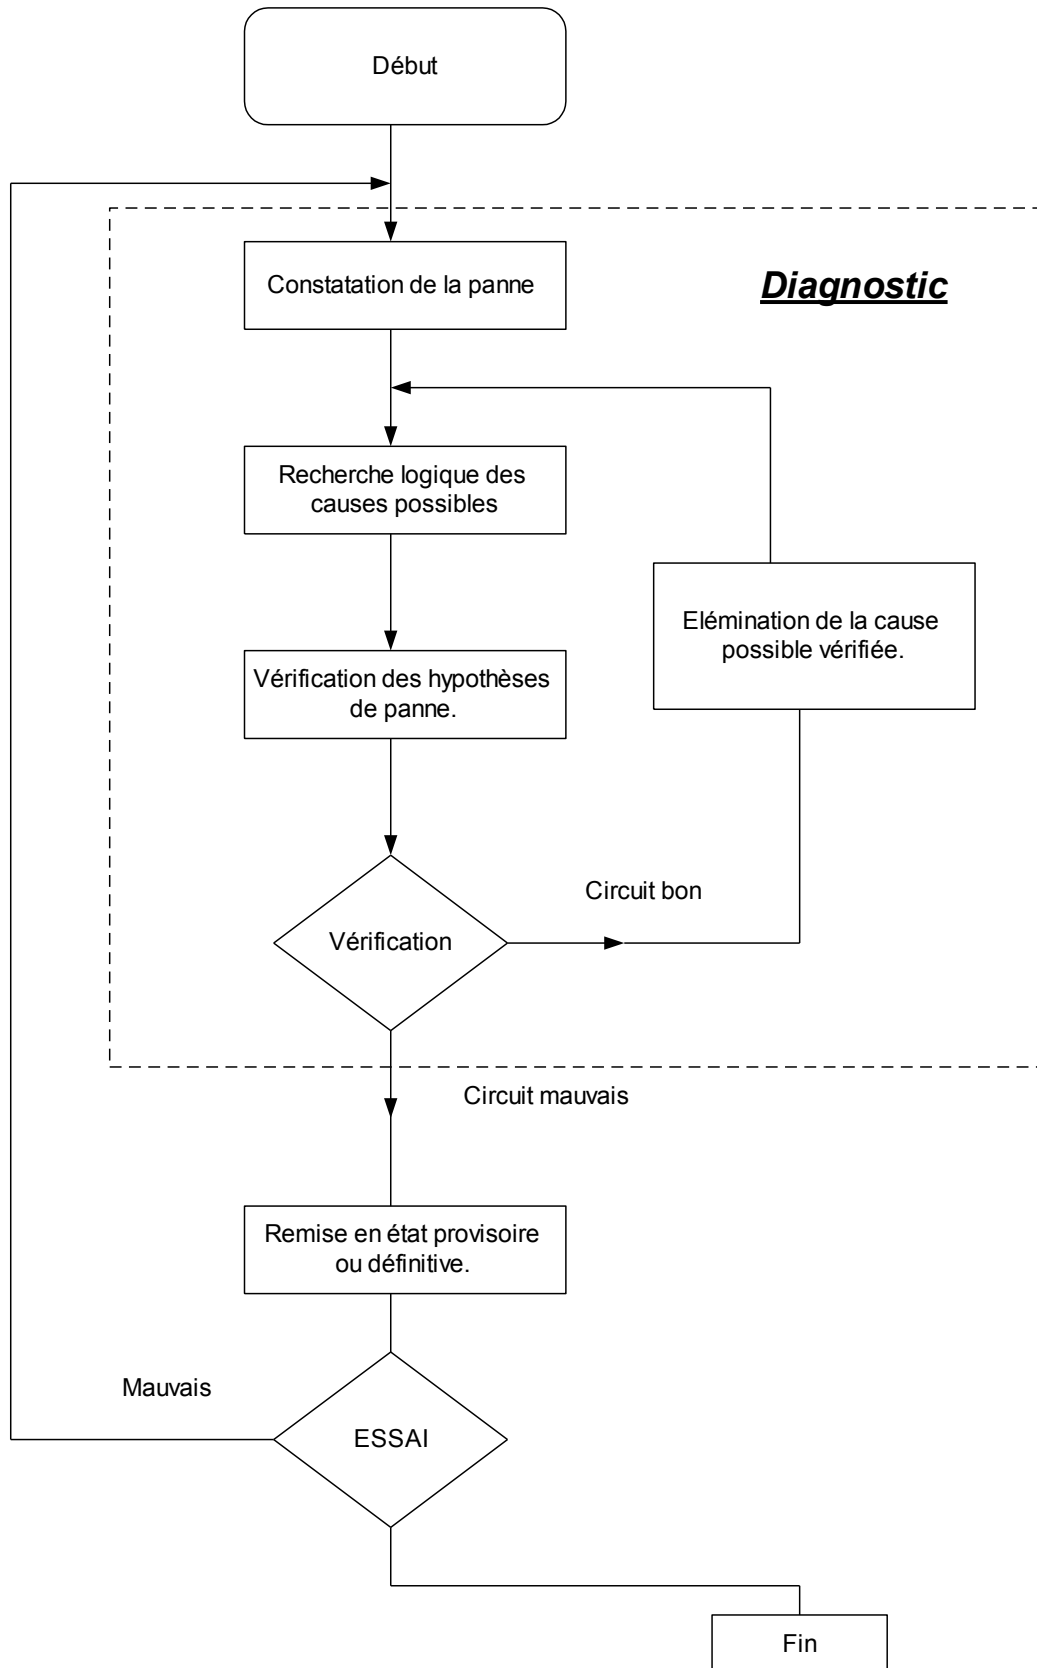 Début
Constatation de la panne
Diagnostic
Recherche logique des
causes possibles
Elémination de la cause
possible vérifiée.
Vérification des hypothèses
de panne.
Circuit bon
Vérification
Circuit mauvais
Remise en état provisoire
ou définitive.
Mauvais
ESSAI
Fin